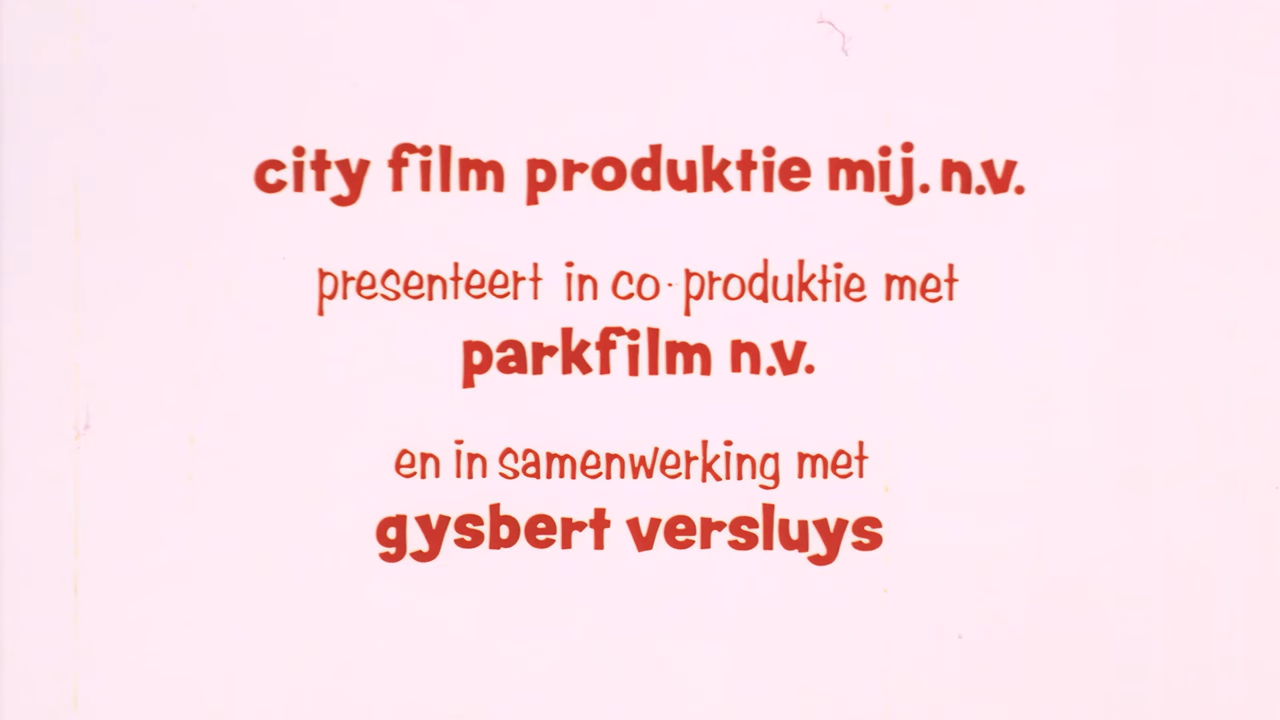 city film produktie mij. n.v.
presenteert in co-produktie met
parkfilm n.v.
en in samenwerking met
gysbert versluys